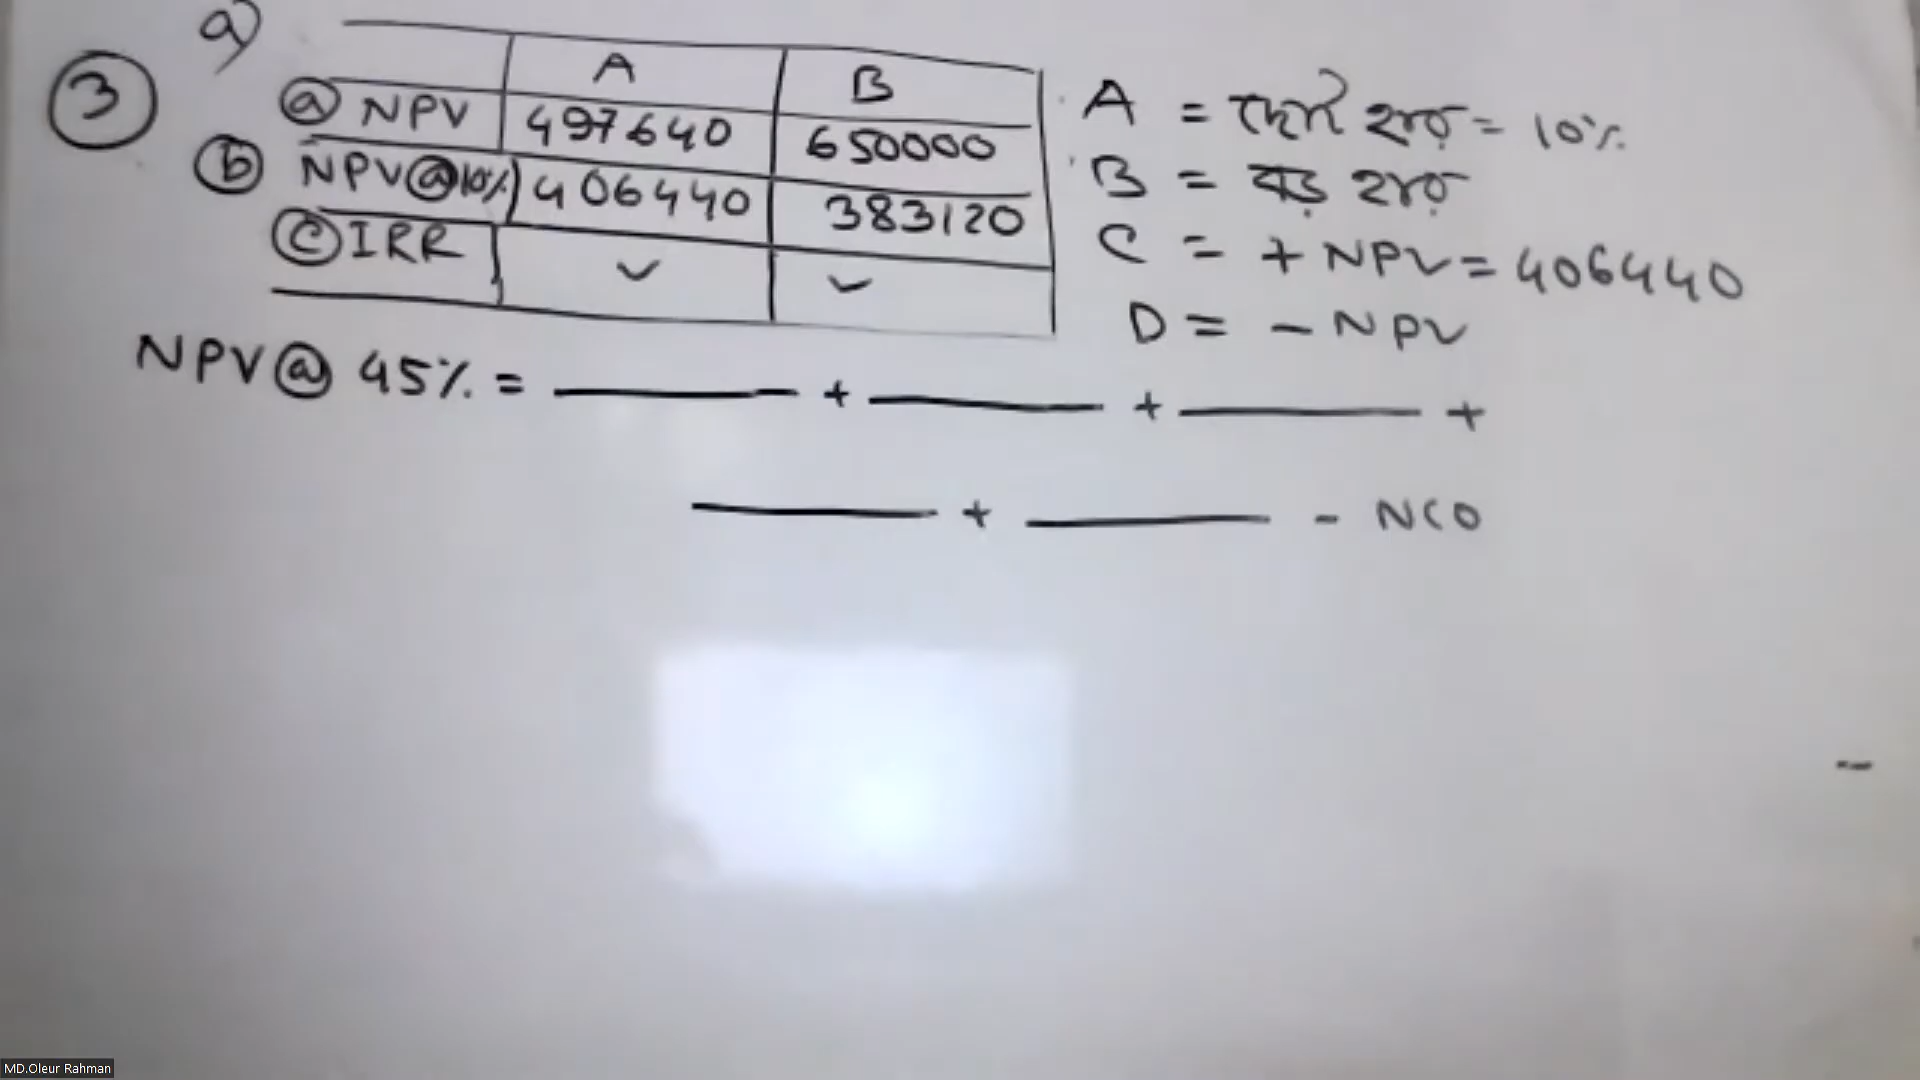 a)
③
A B
ⓐ NPV 497640 650000
ⓑ NPV@10% 406440 383120
ⓒ IRR ✓ ✓
A = ছোট হার = 10%
B = বড় হার
C = + NPV = 406440
D = - NPV
NPV@ 45% = ——— + ——— + ——— +
——— + ——— - NCO
MD.Oleur Rahman